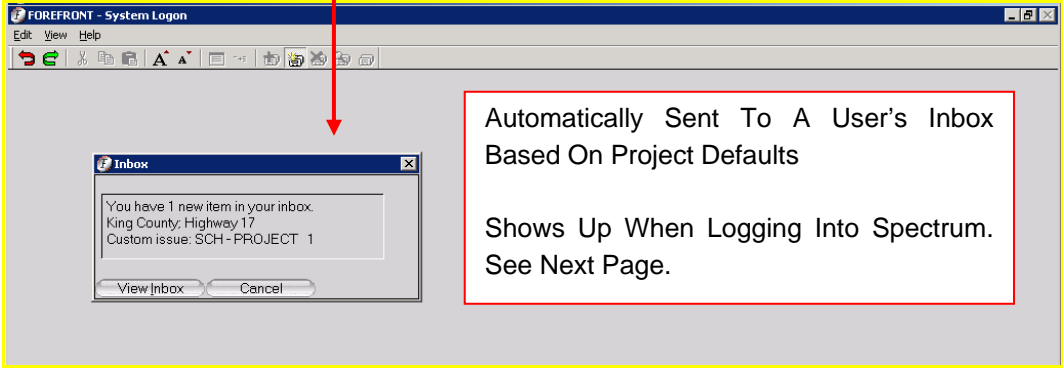 FOREFRONT - System Logon
Edit View Help
Automatically Sent To A User's Inbox
Based On Project Defaults
Shows Up When Logging Into Spectrum.
See Next Page.
Inbox
You have 1 new item in your inbox.
King County; Highway 17
Custom issue: SCH - PROJECT 1
View Inbox Cancel